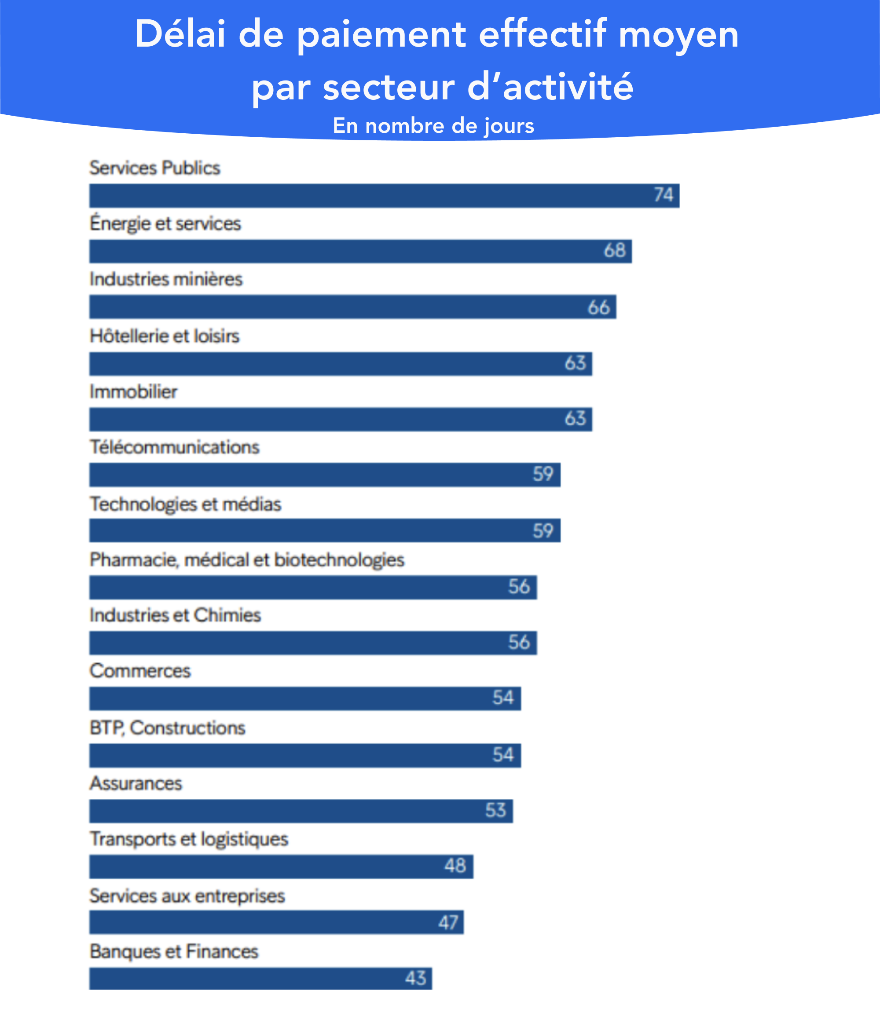 Délai de paiement effectif moyen
par secteur d’activité
En nombre de jours
Services Publics
74
Énergie et services
68
Industries minières
66
Hôtellerie et loisirs
63
Immobilier
63
Télécommunications
59
Technologies et médias
59
Pharmacie, médical et biotechnologies
56
Industries et Chimies
56
Commerces
54
BTP, Constructions
54
Assurances
53
Transports et logistiques
48
Services aux entreprises
47
Banques et Finances
43